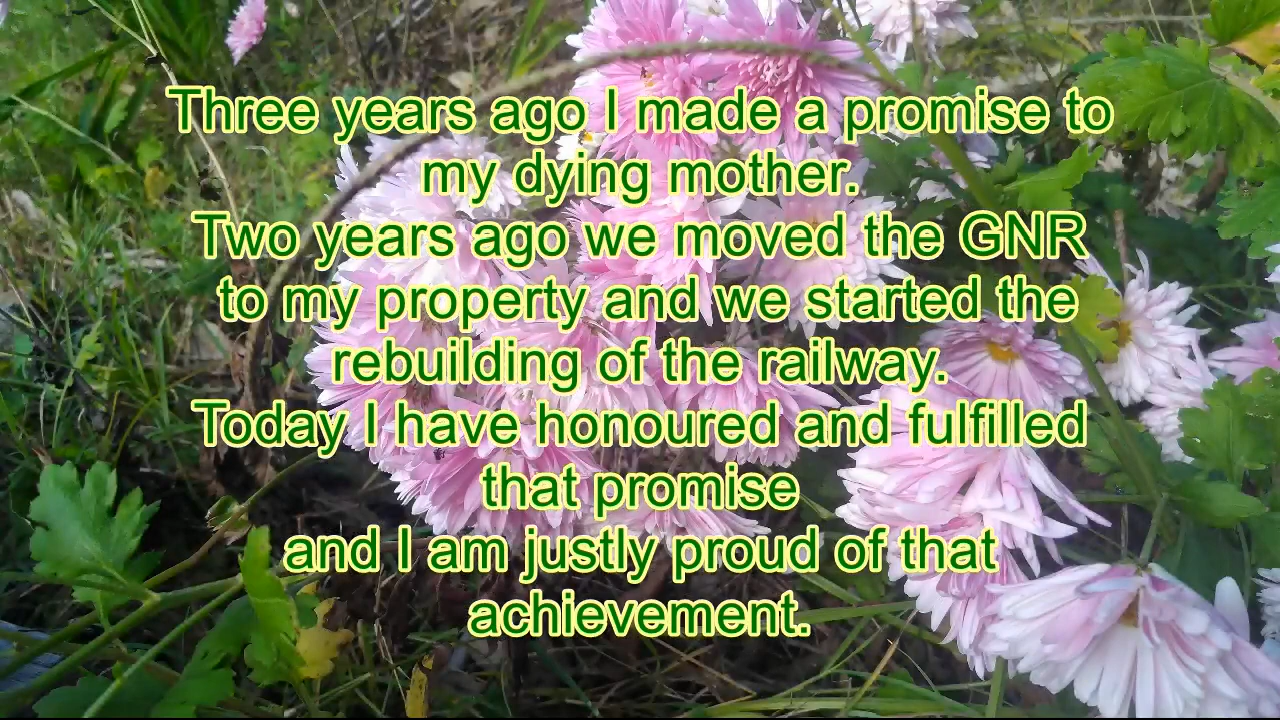 Three years ago I made a promise to
my dying mother.
Two years ago we moved the GNR
to my property and we started the
rebuilding of the railway.
Today I have honoured and fulfilled
that promise
and I am justly proud of that
achievement.